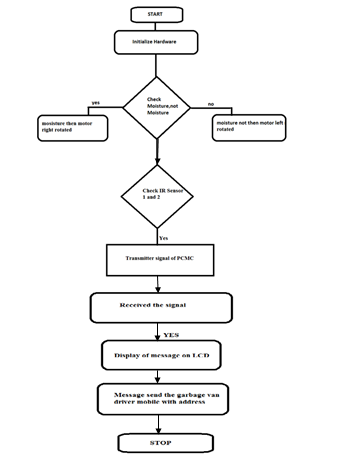 START
Initialize Hardware
Check
Moisture,not
Moisture
yes
no
moisture then motor
right rotated
moisture not then motor left
rotated
Check IR Sensor
1 and 2
Yes
Transmitter signal of PCMC
Received the signal
YES
Display of message on LCD
Message send the garbage van
driver mobile with address
STOP